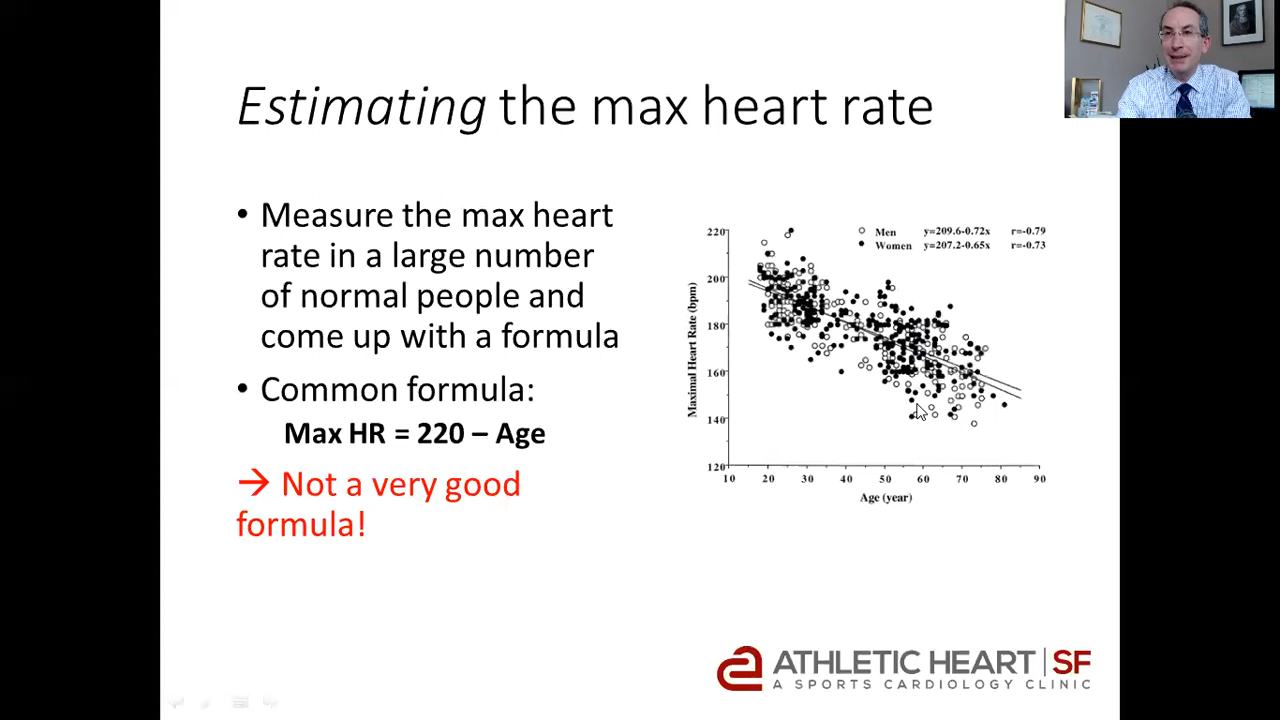 Estimating the max heart rate
• Measure the max heart
rate in a large number
of normal people and
come up with a formula
• Common formula:
Max HR = 220 – Age
→ Not a very good
formula!
Men y=209.6-0.72x r=-0.79
Women y=207.2-0.65x r=-0.73
Maximal Heart Rate (bpm)
220
200
180
160
140
120
10 20 30 40 50 60 70 80 90
Age (year)
ATHLETIC HEART | SF
A SPORTS CARDIOLOGY CLINIC